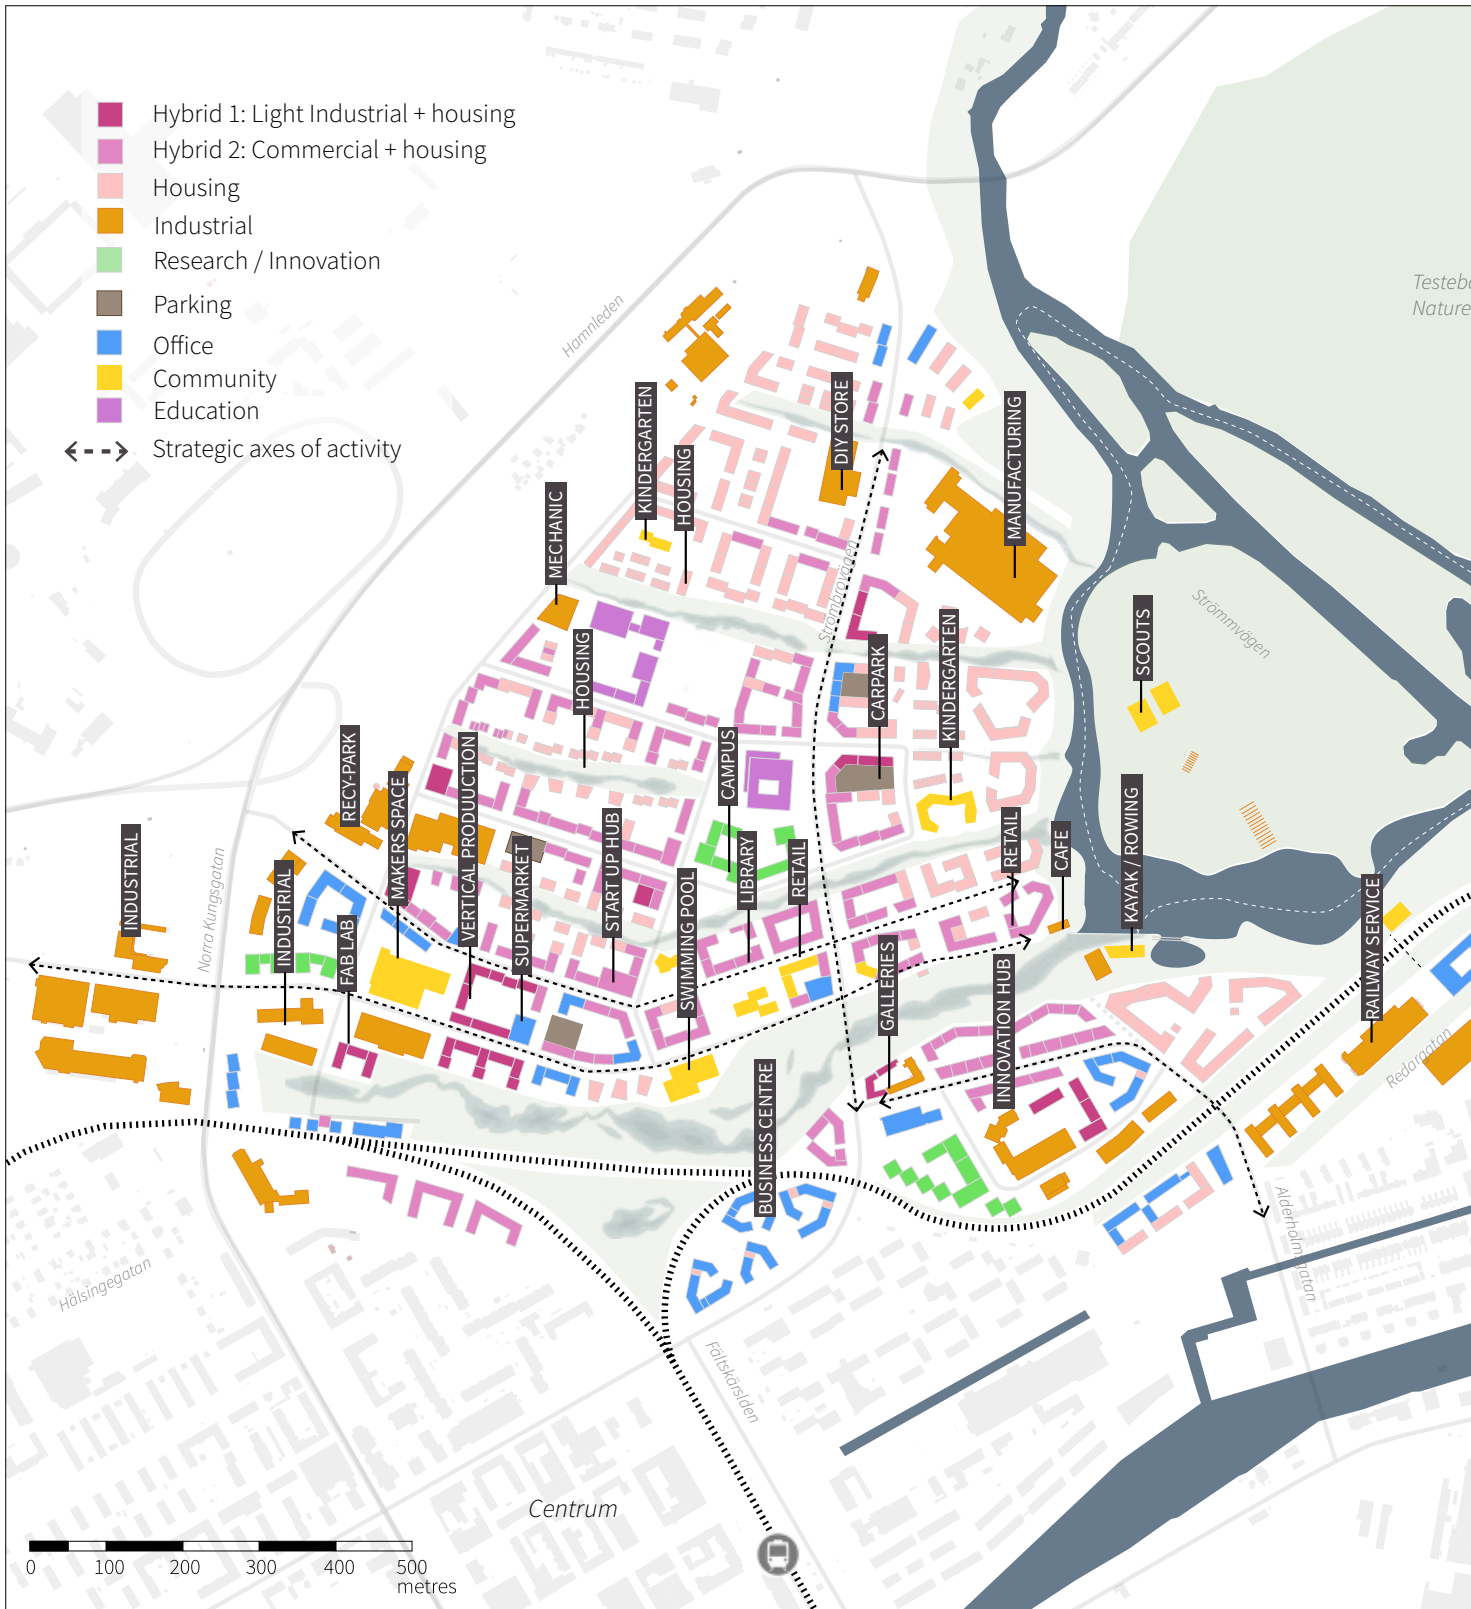 Hybrid 1: Light Industrial + housing
Hybrid 2: Commercial + housing
Housing
Industrial
Research / Innovation
Parking
Office
Community
Education
Strategic axes of activity
Hamnleden
Nature
KINDERGARTEN
HOUSING
DIY STORE
MANUFACTURING
MECHANIC
Strömbrovägen
Strömmvägen
SCOUTS
HOUSING
CARPARK
KINDERGARTEN
RECY-PARK
MAKERS SPACE
VERTICAL PRODUCTION
CAMPUS
INDUSTRIAL
Norro Kungsgatan
INDUSTRIAL
FAB LAB
SUPERMARKET
START UP HUB
SWIMMING POOL
LIBRARY
RETAIL
RETAIL
CAFE
KAYAK / ROWING
RAILWAY SERVICE
GALLERIES
INNOVATION HUB
BUSINESS CENTRE
Redargatan
Alderholmsgatan
Hälsingegatan
Fältskärslden
Centrum
0 100 200 300 400 500
metres